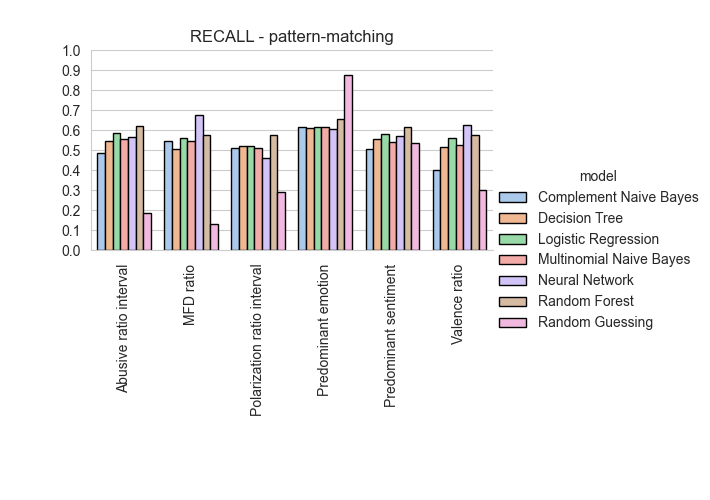 RECALL - pattern-matching
1.0
0.9
0.8
0.7
0.6
0.5
0.4
0.3
0.2
0.1
0.0
Abusive ratio interval
MFD ratio
Polarization ratio interval
Predominant emotion
Predominant sentiment
Valence ratio
model
Complement Naive Bayes
Decision Tree
Logistic Regression
Multinomial Naive Bayes
Neural Network
Random Forest
Random Guessing